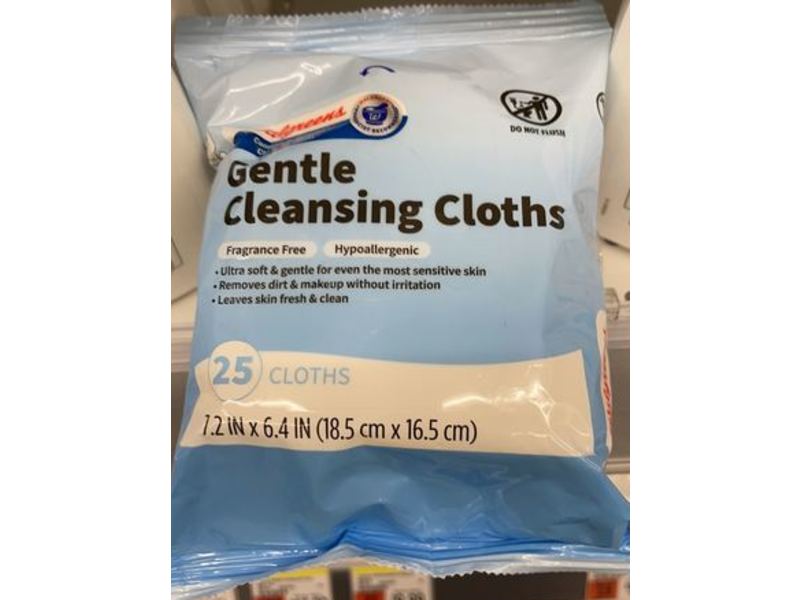 Walgreens
DO NOT FLUSH
Gentle
Cleansing Cloths
Fragrance Free Hypoallergenic
• Ultra soft & gentle for even the most sensitive skin
• Removes dirt & makeup without irritation
• Leaves skin fresh & clean
25 CLOTHS
7.2 IN x 6.4 IN (18.5 cm x 16.5 cm)